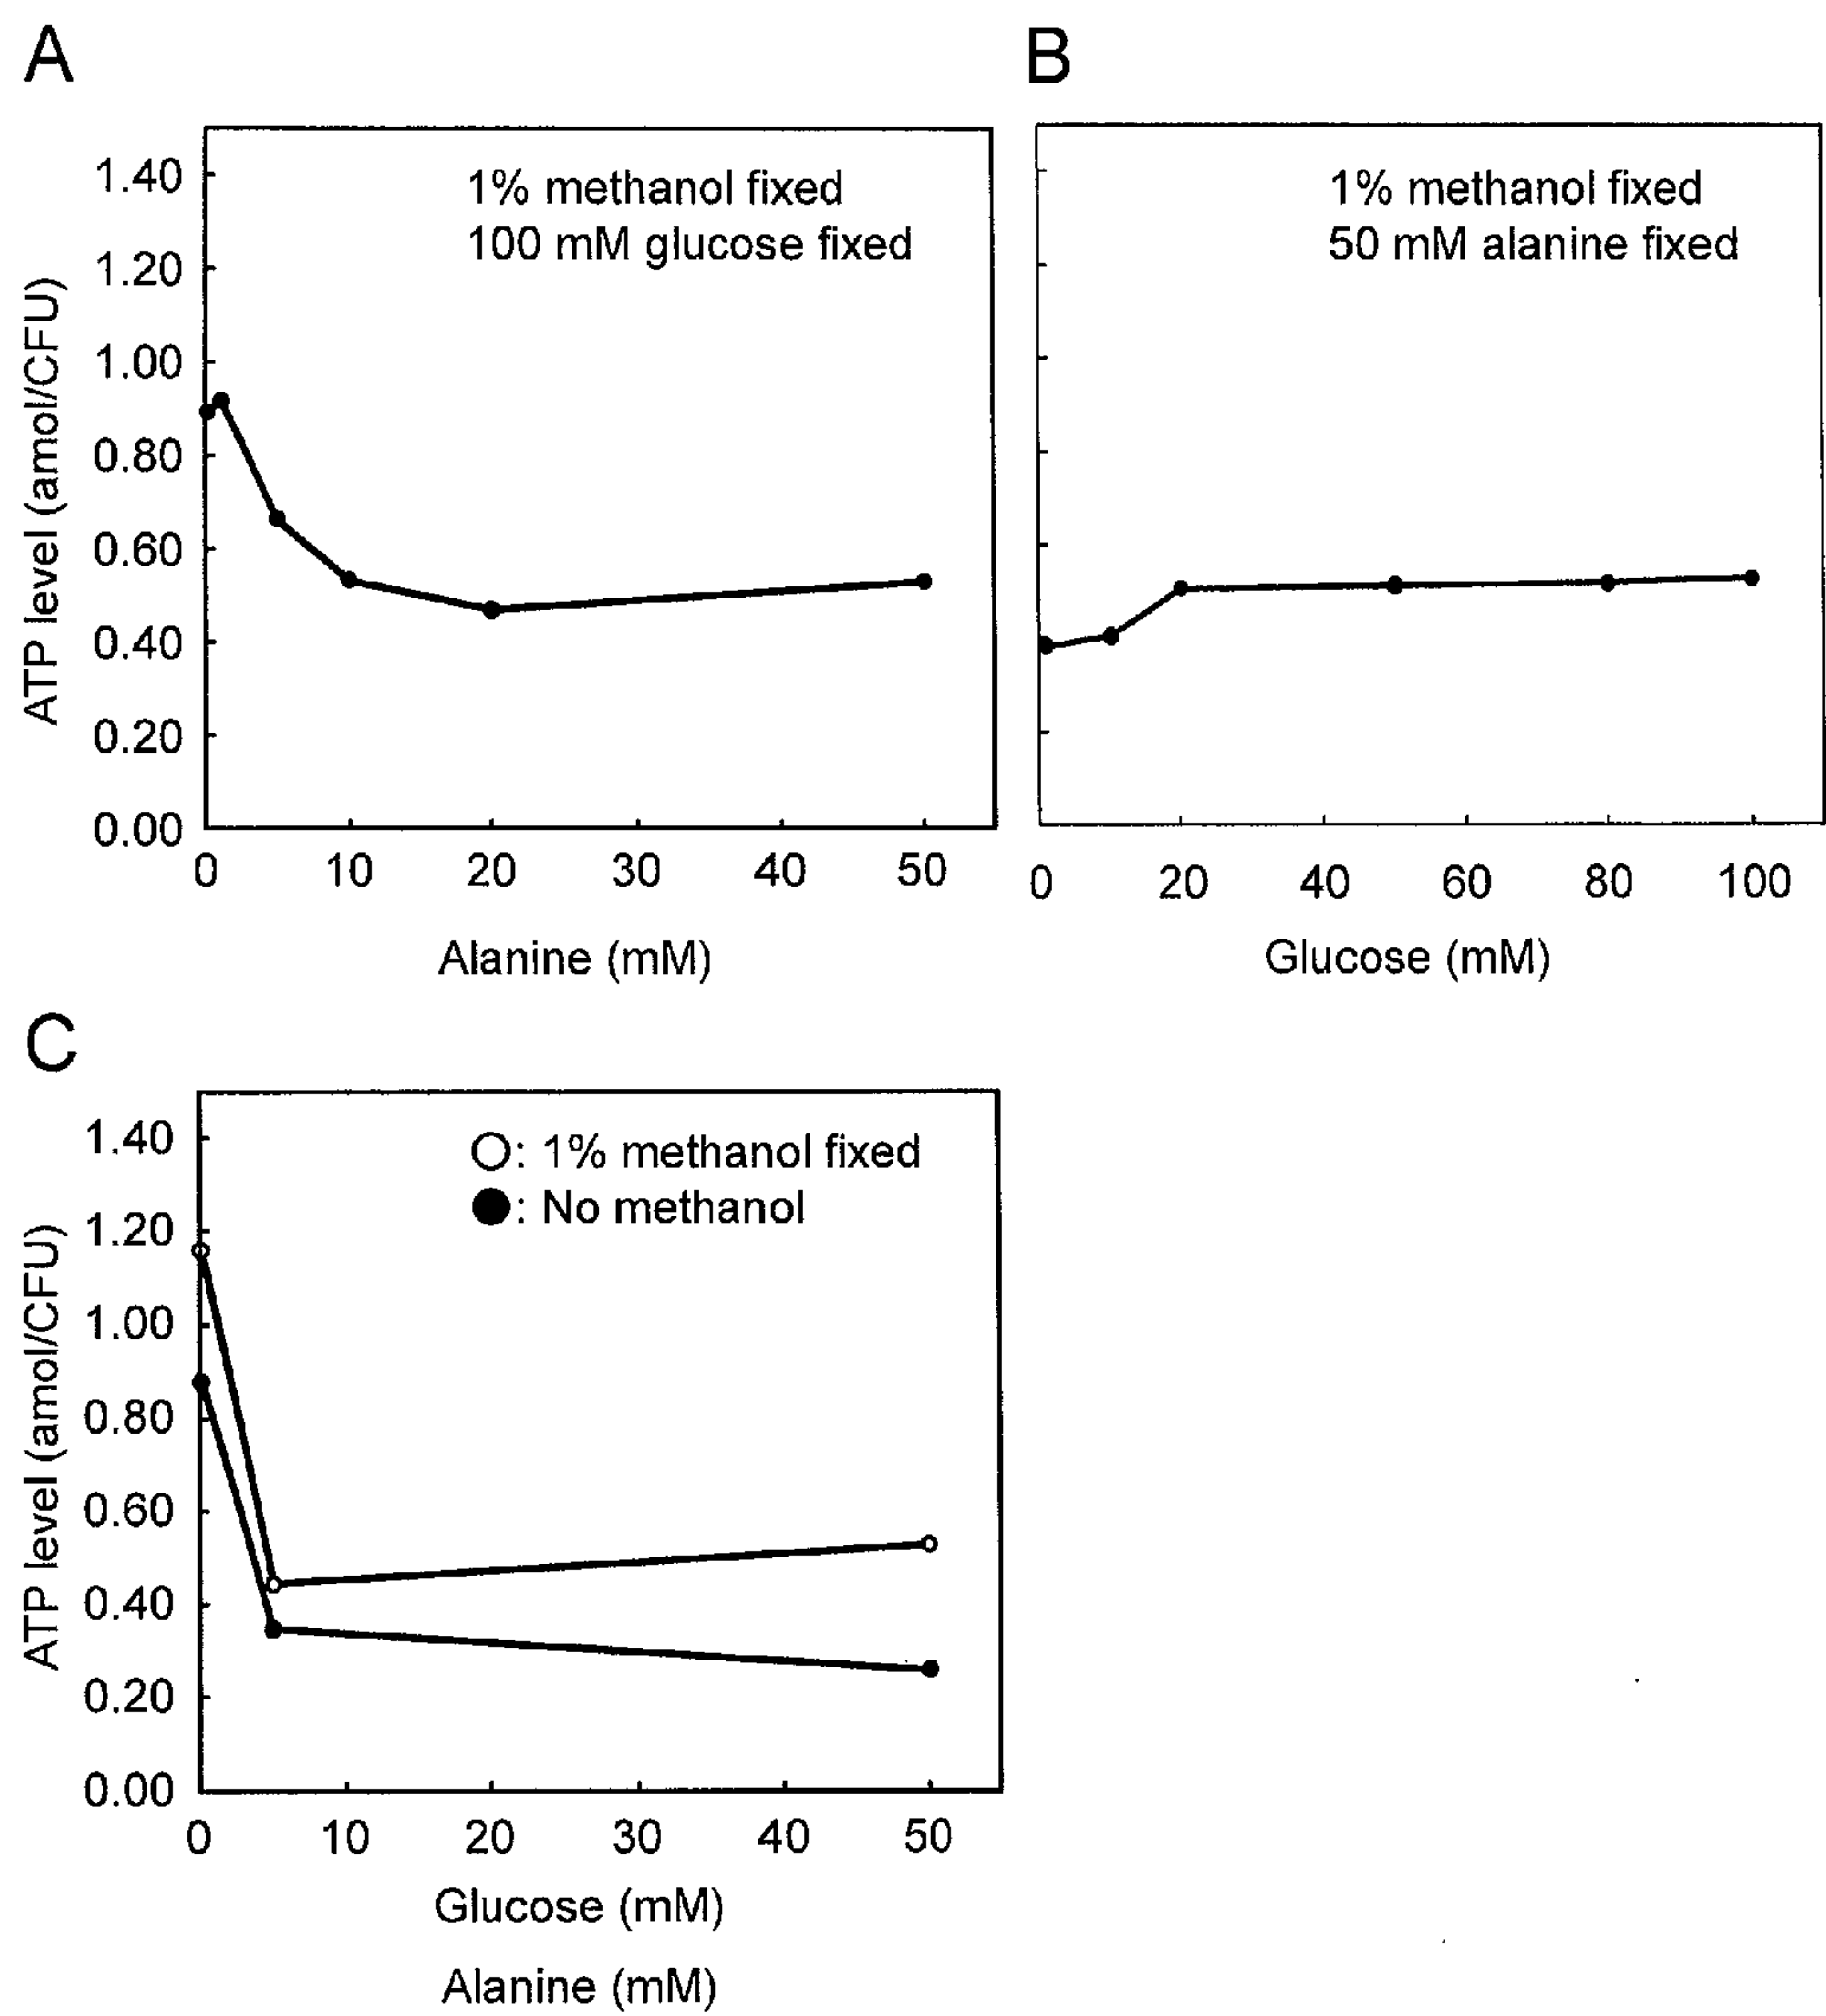 A
B
1% methanol fixed
100 mM glucose fixed
1% methanol fixed
50 mM alanine fixed
ATP level (amol/CFU)
1.40
1.20
1.00
0.80
0.60
0.40
0.20
0.00
0 10 20 30 40 50
0 20 40 60 80 100
Alanine (mM)
Glucose (mM)
C
○: 1% methanol fixed
●: No methanol
ATP level (amol/CFU)
1.40
1.20
1.00
0.80
0.60
0.40
0.20
0.00
0 10 20 30 40 50
Glucose (mM)
Alanine (mM)